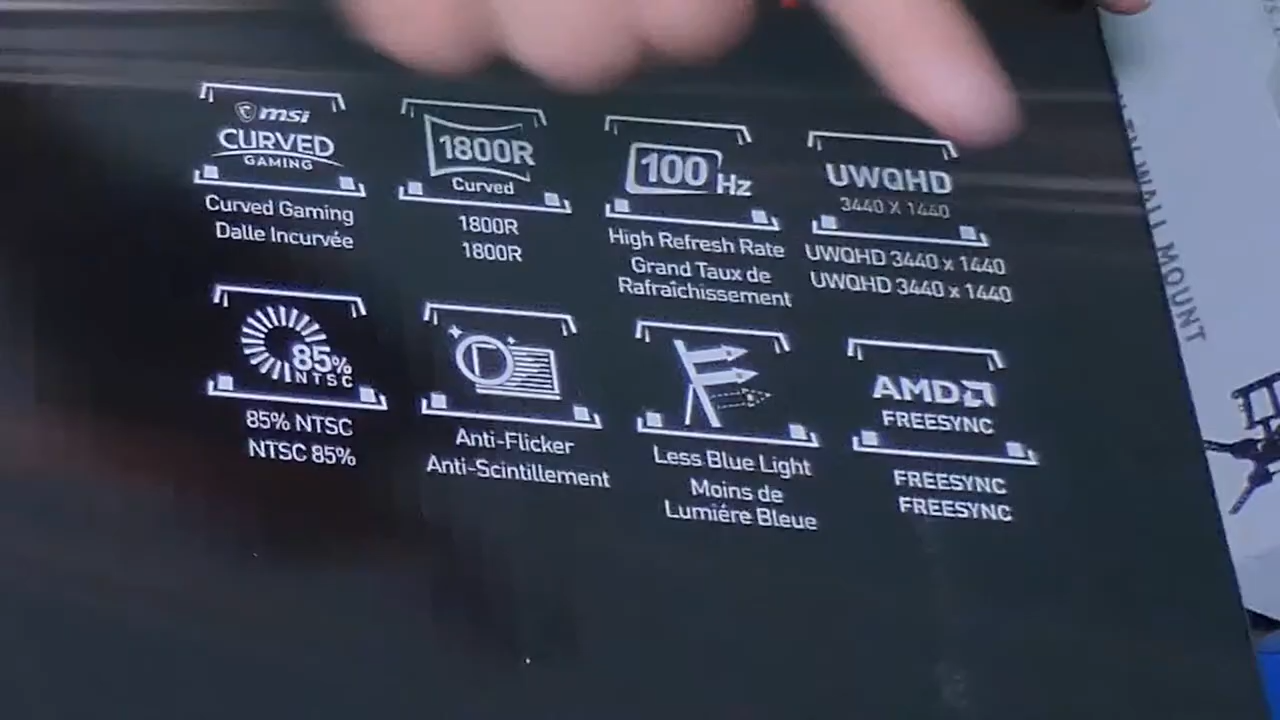 msi
CURVED
GAMING
Curved Gaming
Dalle Incurvée
1800R
Curved
1800R
1800R
100 Hz
High Refresh Rate
Grand Taux de
Rafraîchissement
UWQHD
3440 X 1440
UWQHD 3440 x 1440
UWQHD 3440 x 1440
85%
NTSC
85% NTSC
NTSC 85%
Anti-Flicker
Anti-Scintillement
Less Blue Light
Moins de
Lumiére Bleue
AMD
FREESYNC
FREESYNC
FREESYNC
WALL MOUNT